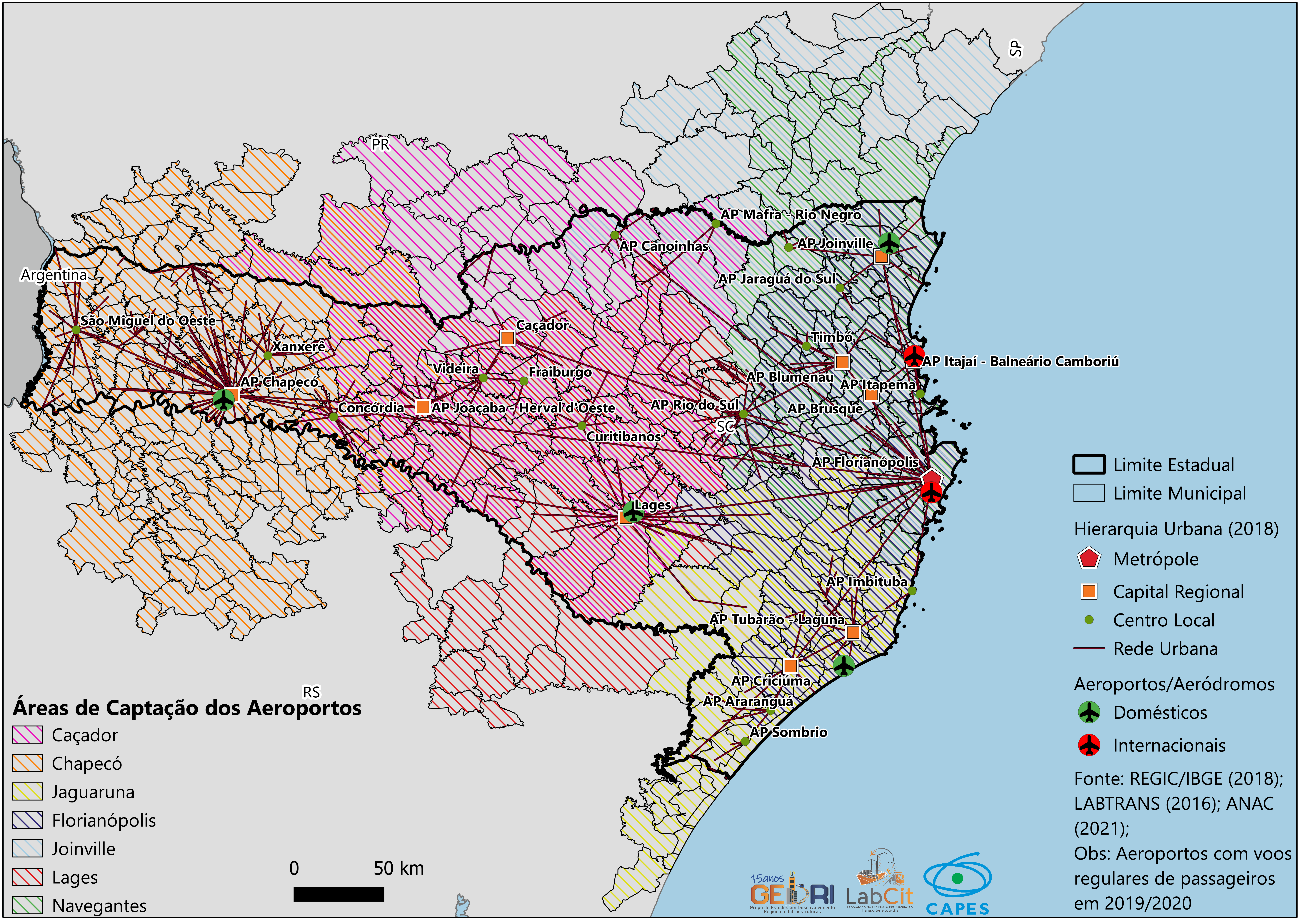 SP
PR
AP Mafra - Rio Negro
AP Canoinhas
AP Joinville
Argentina
AP Jaraguá do Sul
São Miguel do Oeste
Caçador
Timbó
Xanxerê
AP Itajaí - Balneário Camboriú
Videira
Fraiburgo
AP Blumenau
AP Chapecó
AP Itapema
Concórdia
AP Joaçaba - Herval d'Oeste
AP Rio do Sul
AP Brusque
Curitibanos
SC
AP Florianópolis
Lages
AP Imbituba
AP Tubarão - Laguna
AP Criciúma
RS
AP Araranguá
AP Sombrio
Áreas de Captação dos Aeroportos
Caçador
Chapecó
Jaguaruna
Florianópolis
Joinville
Lages
Navegantes
0 50 km
Limite Estadual
Limite Municipal
Hierarquia Urbana (2018)
Metrópole
Capital Regional
Centro Local
Rede Urbana
Aeroportos/Aeródromos
Domésticos
Internacionais
Fonte: REGIC/IBGE (2018);
LABTRANS (2016); ANAC
(2021);
Obs: Aeroportos com voos
regulares de passageiros
em 2019/2020
15anos
GEDRI
LabCit
CAPES